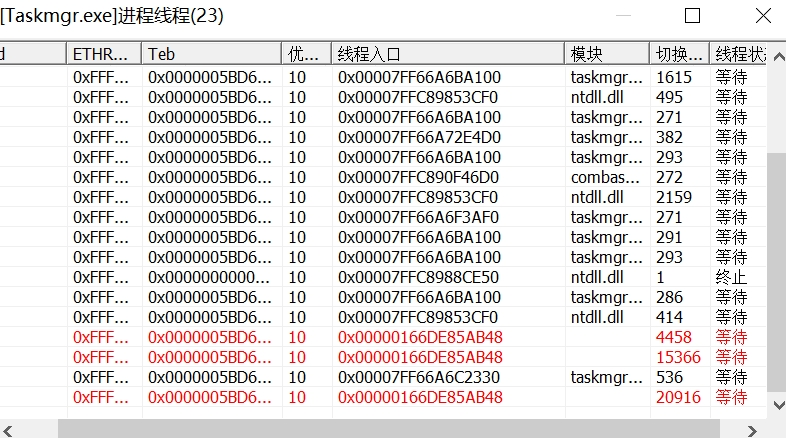 [Taskmgr.exe]进程线程(23)
d ETHR... Teb 优... 线程入口 模块 切换... 线程状态
0xFFF... 0x0000005BD6... 10 0x00007FF66A6BA100 taskmgr... 1615 等待
0xFFF... 0x0000005BD6... 10 0x00007FFC89853CF0 ntdll.dll 495 等待
0xFFF... 0x0000005BD6... 10 0x00007FF66A6BA100 taskmgr... 271 等待
0xFFF... 0x0000005BD6... 10 0x00007FF66A72E4D0 taskmgr... 382 等待
0xFFF... 0x0000005BD6... 10 0x00007FF66A6BA100 taskmgr... 293 等待
0xFFF... 0x0000005BD6... 10 0x00007FFC890F46D0 combas... 272 等待
0xFFF... 0x0000005BD6... 10 0x00007FFC89853CF0 ntdll.dll 2159 等待
0xFFF... 0x0000005BD6... 10 0x00007FF66A6F3AF0 taskmgr... 271 等待
0xFFF... 0x0000005BD6... 10 0x00007FF66A6BA100 taskmgr... 291 等待
0xFFF... 0x0000005BD6... 10 0x00007FF66A6BA100 taskmgr... 293 等待
0xFFF... 0x0000000000... 10 0x00007FFC8988CE50 ntdll.dll 1 终止
0xFFF... 0x0000005BD6... 10 0x00007FF66A6BA100 taskmgr... 286 等待
0xFFF... 0x0000005BD6... 10 0x00007FFC89853CF0 ntdll.dll 414 等待
0xFFF... 0x0000005BD6... 10 0x00000166DE85AB48 4458 等待
0xFFF... 0x0000005BD6... 10 0x00000166DE85AB48 15366 等待
0xFFF... 0x0000005BD6... 10 0x00007FF66A6C2330 taskmgr... 536 等待
0xFFF... 0x0000005BD6... 10 0x00000166DE85AB48 20916 等待